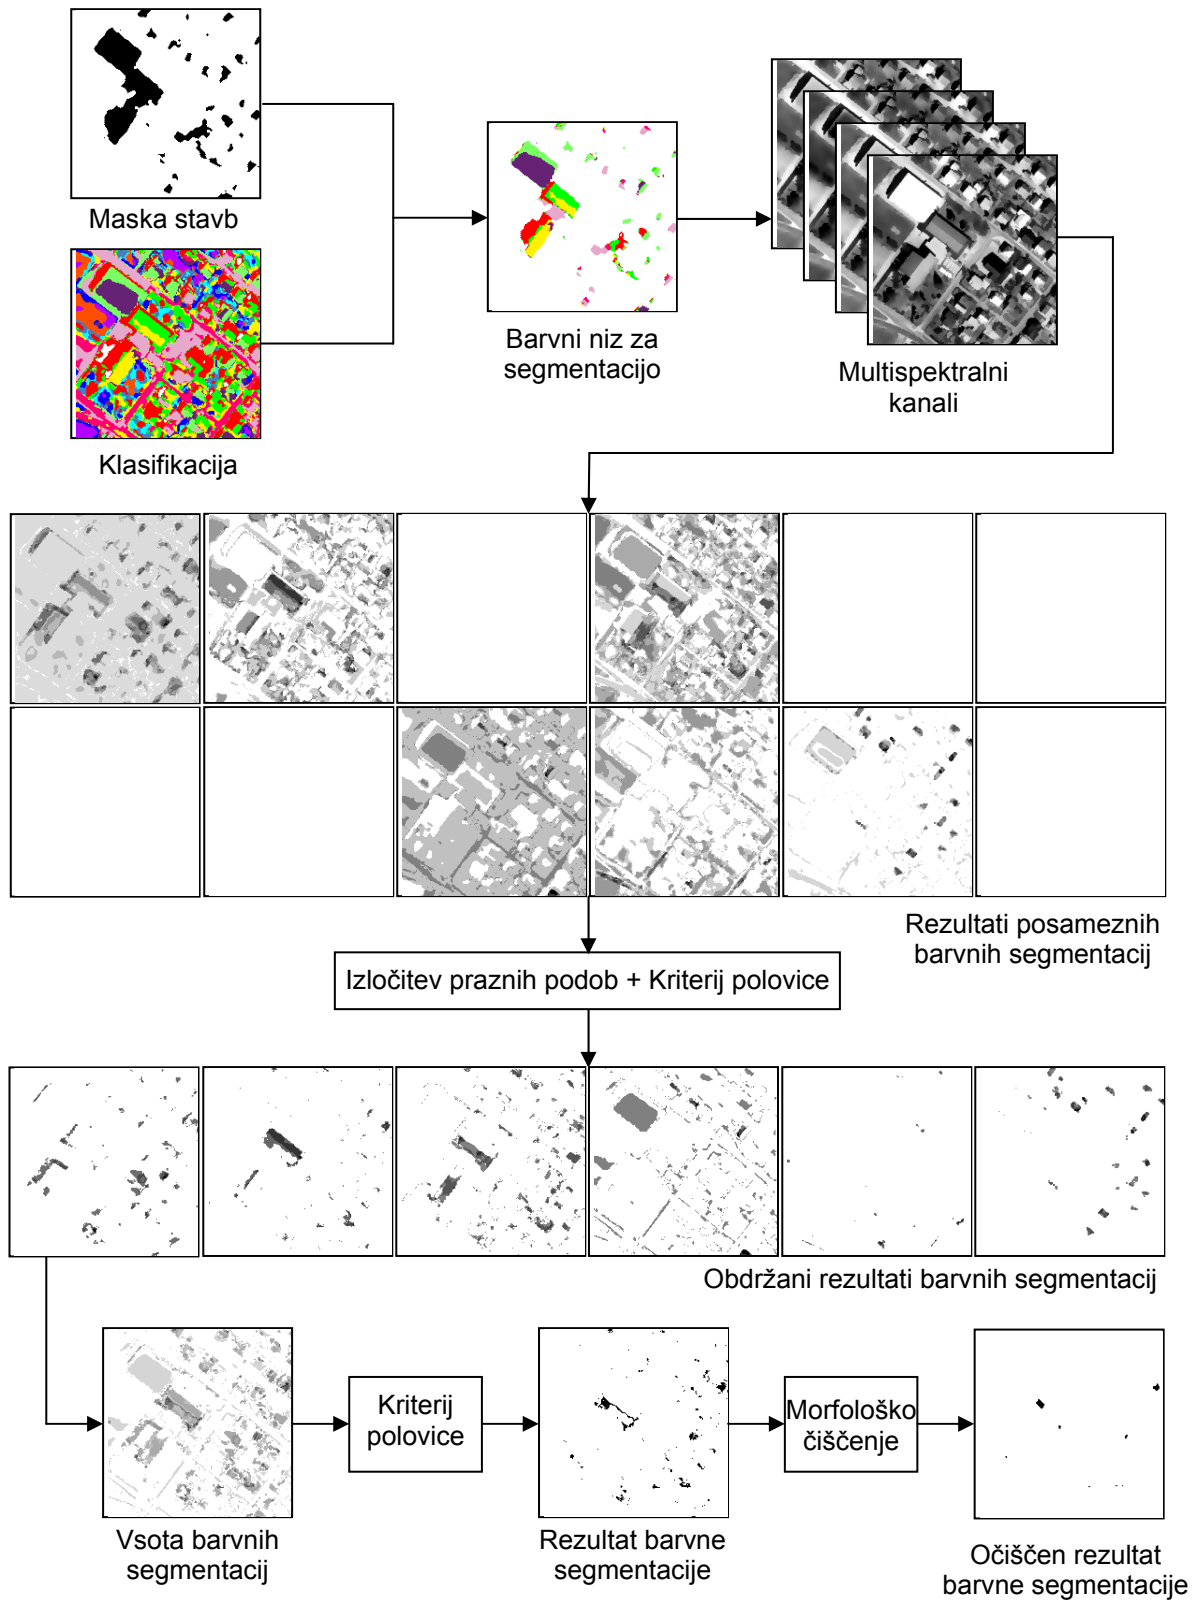 Maska stavb
Klasifikacija
Barvni niz za
segmentacijo
Multispektralni
kanali
Rezultati posameznih
barvnih segmentacij
Izločitev praznih podob + Kriterij polovice
Obdržani rezultati barvnih segmentacij
Vsota barvnih
segmentacij
Kriterij
polovice
Rezultat barvne
segmentacije
Morfološko
čiščenje
Očiščen rezultat
barvne segmentacije